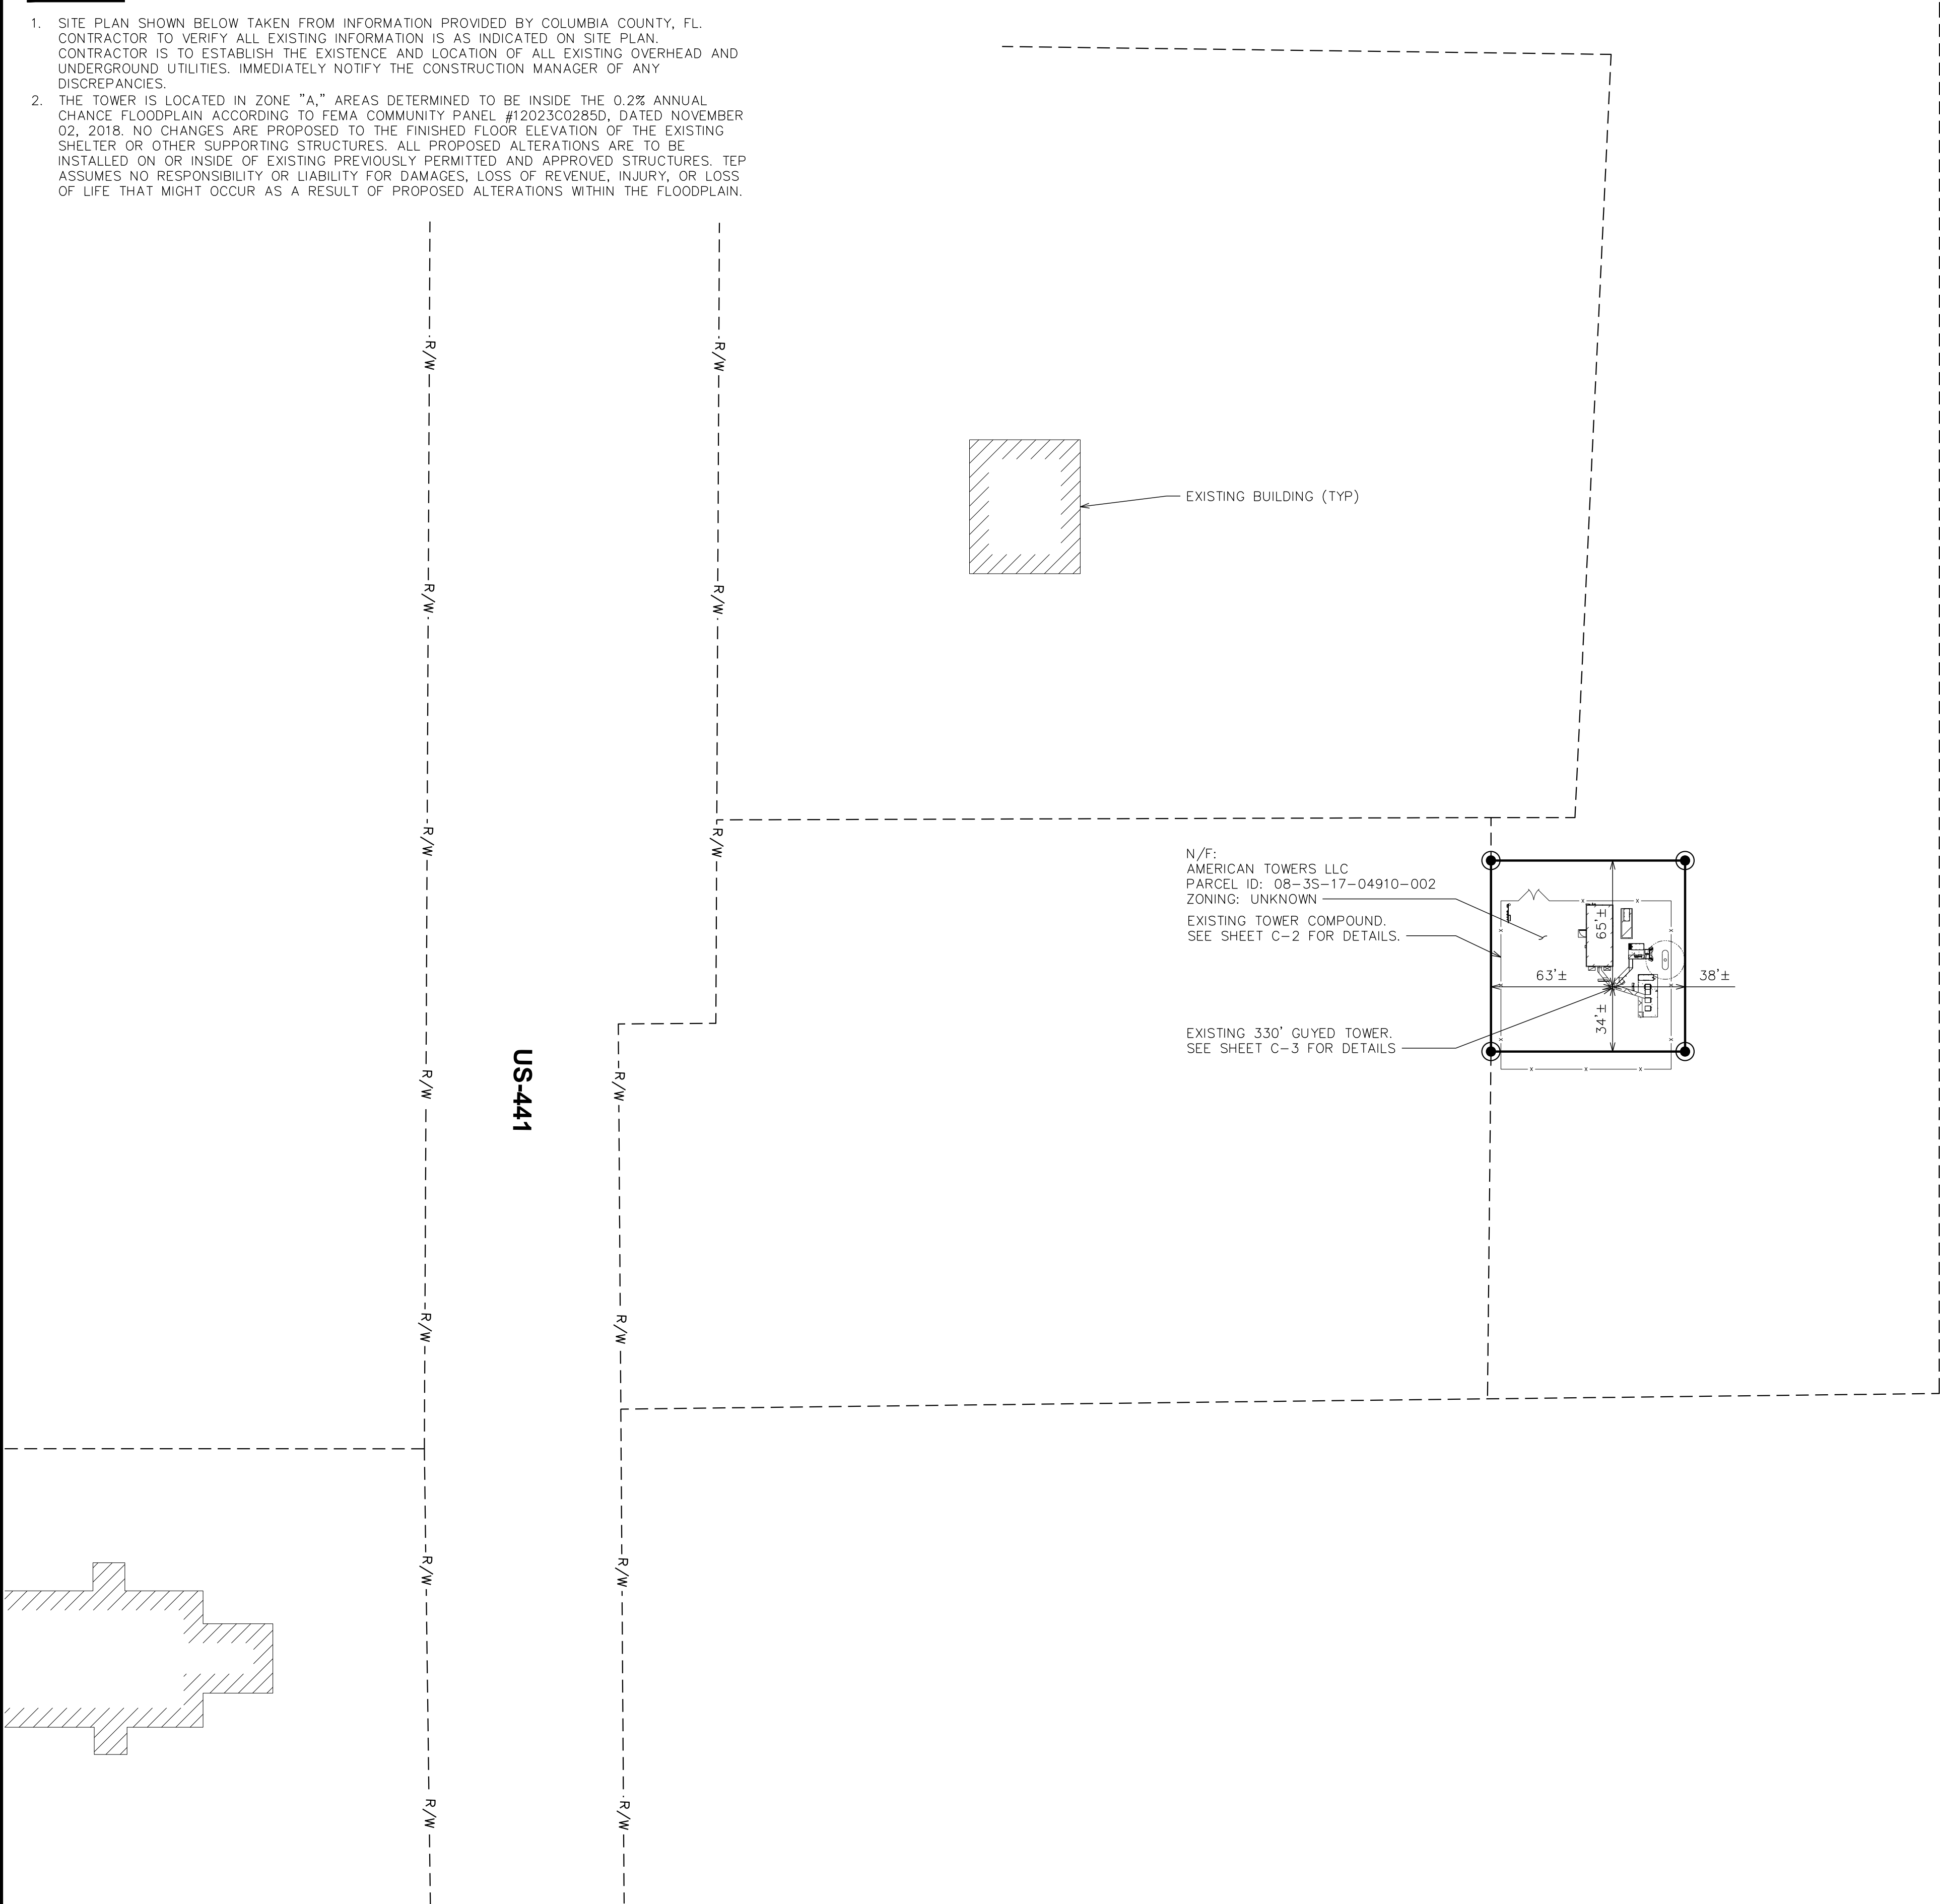 1. SITE PLAN SHOWN BELOW TAKEN FROM INFORMATION PROVIDED BY COLUMBIA COUNTY, FL.
CONTRACTOR TO VERIFY ALL EXISTING INFORMATION IS AS INDICATED ON SITE PLAN.
CONTRACTOR IS TO ESTABLISH THE EXISTENCE AND LOCATION OF ALL EXISTING OVERHEAD AND
UNDERGROUND UTILITIES. IMMEDIATELY NOTIFY THE CONSTRUCTION MANAGER OF ANY
DISCREPANCIES.
2. THE TOWER IS LOCATED IN ZONE "A," AREAS DETERMINED TO BE INSIDE THE 0.2% ANNUAL
CHANCE FLOODPLAIN ACCORDING TO FEMA COMMUNITY PANEL #12023C0285D, DATED NOVEMBER
02, 2018. NO CHANGES ARE PROPOSED TO THE FINISHED FLOOR ELEVATION OF THE EXISTING
SHELTER OR OTHER SUPPORTING STRUCTURES. ALL PROPOSED ALTERATIONS ARE TO BE
INSTALLED ON OR INSIDE OF EXISTING PREVIOUSLY PERMITTED AND APPROVED STRUCTURES. TEP
ASSUMES NO RESPONSIBILITY OR LIABILITY FOR DAMAGES, LOSS OF REVENUE, INJURY, OR LOSS
OF LIFE THAT MIGHT OCCUR AS A RESULT OF PROPOSED ALTERATIONS WITHIN THE FLOODPLAIN.
R/W
R/W
EXISTING BUILDING (TYP)
R/W
R/W
R/W
R/W
N/F:
AMERICAN TOWERS LLC
PARCEL ID: 08-3S-17-04910-002
ZONING: UNKNOWN
EXISTING TOWER COMPOUND.
SEE SHEET C-2 FOR DETAILS.
65'±
63'±
38'±
34'±
EXISTING 330' GUYED TOWER.
SEE SHEET C-3 FOR DETAILS
x
x
x
x
x
x
x
x
x
x
x
US-441
R/W
R/W
R/W
R/W
R/W
R/W
R/W
R/W